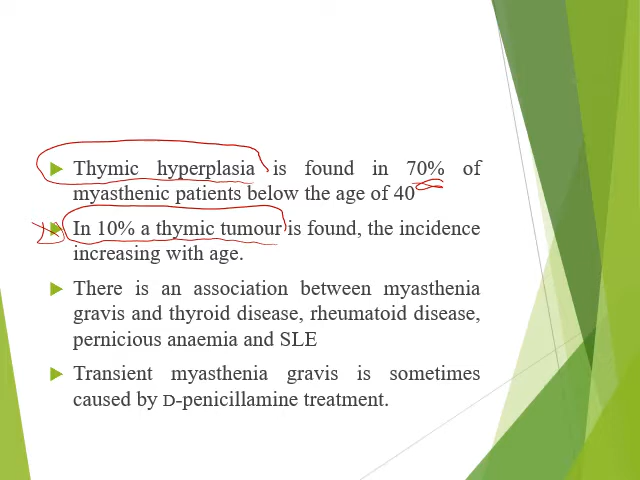 Thymic hyperplasia is found in 70% of
myasthenic patients below the age of 40
In 10% a thymic tumour is found, the incidence
increasing with age.
There is an association between myasthenia
gravis and thyroid disease, rheumatoid disease,
pernicious anaemia and SLE
Transient myasthenia gravis is sometimes
caused by D-penicillamine treatment.